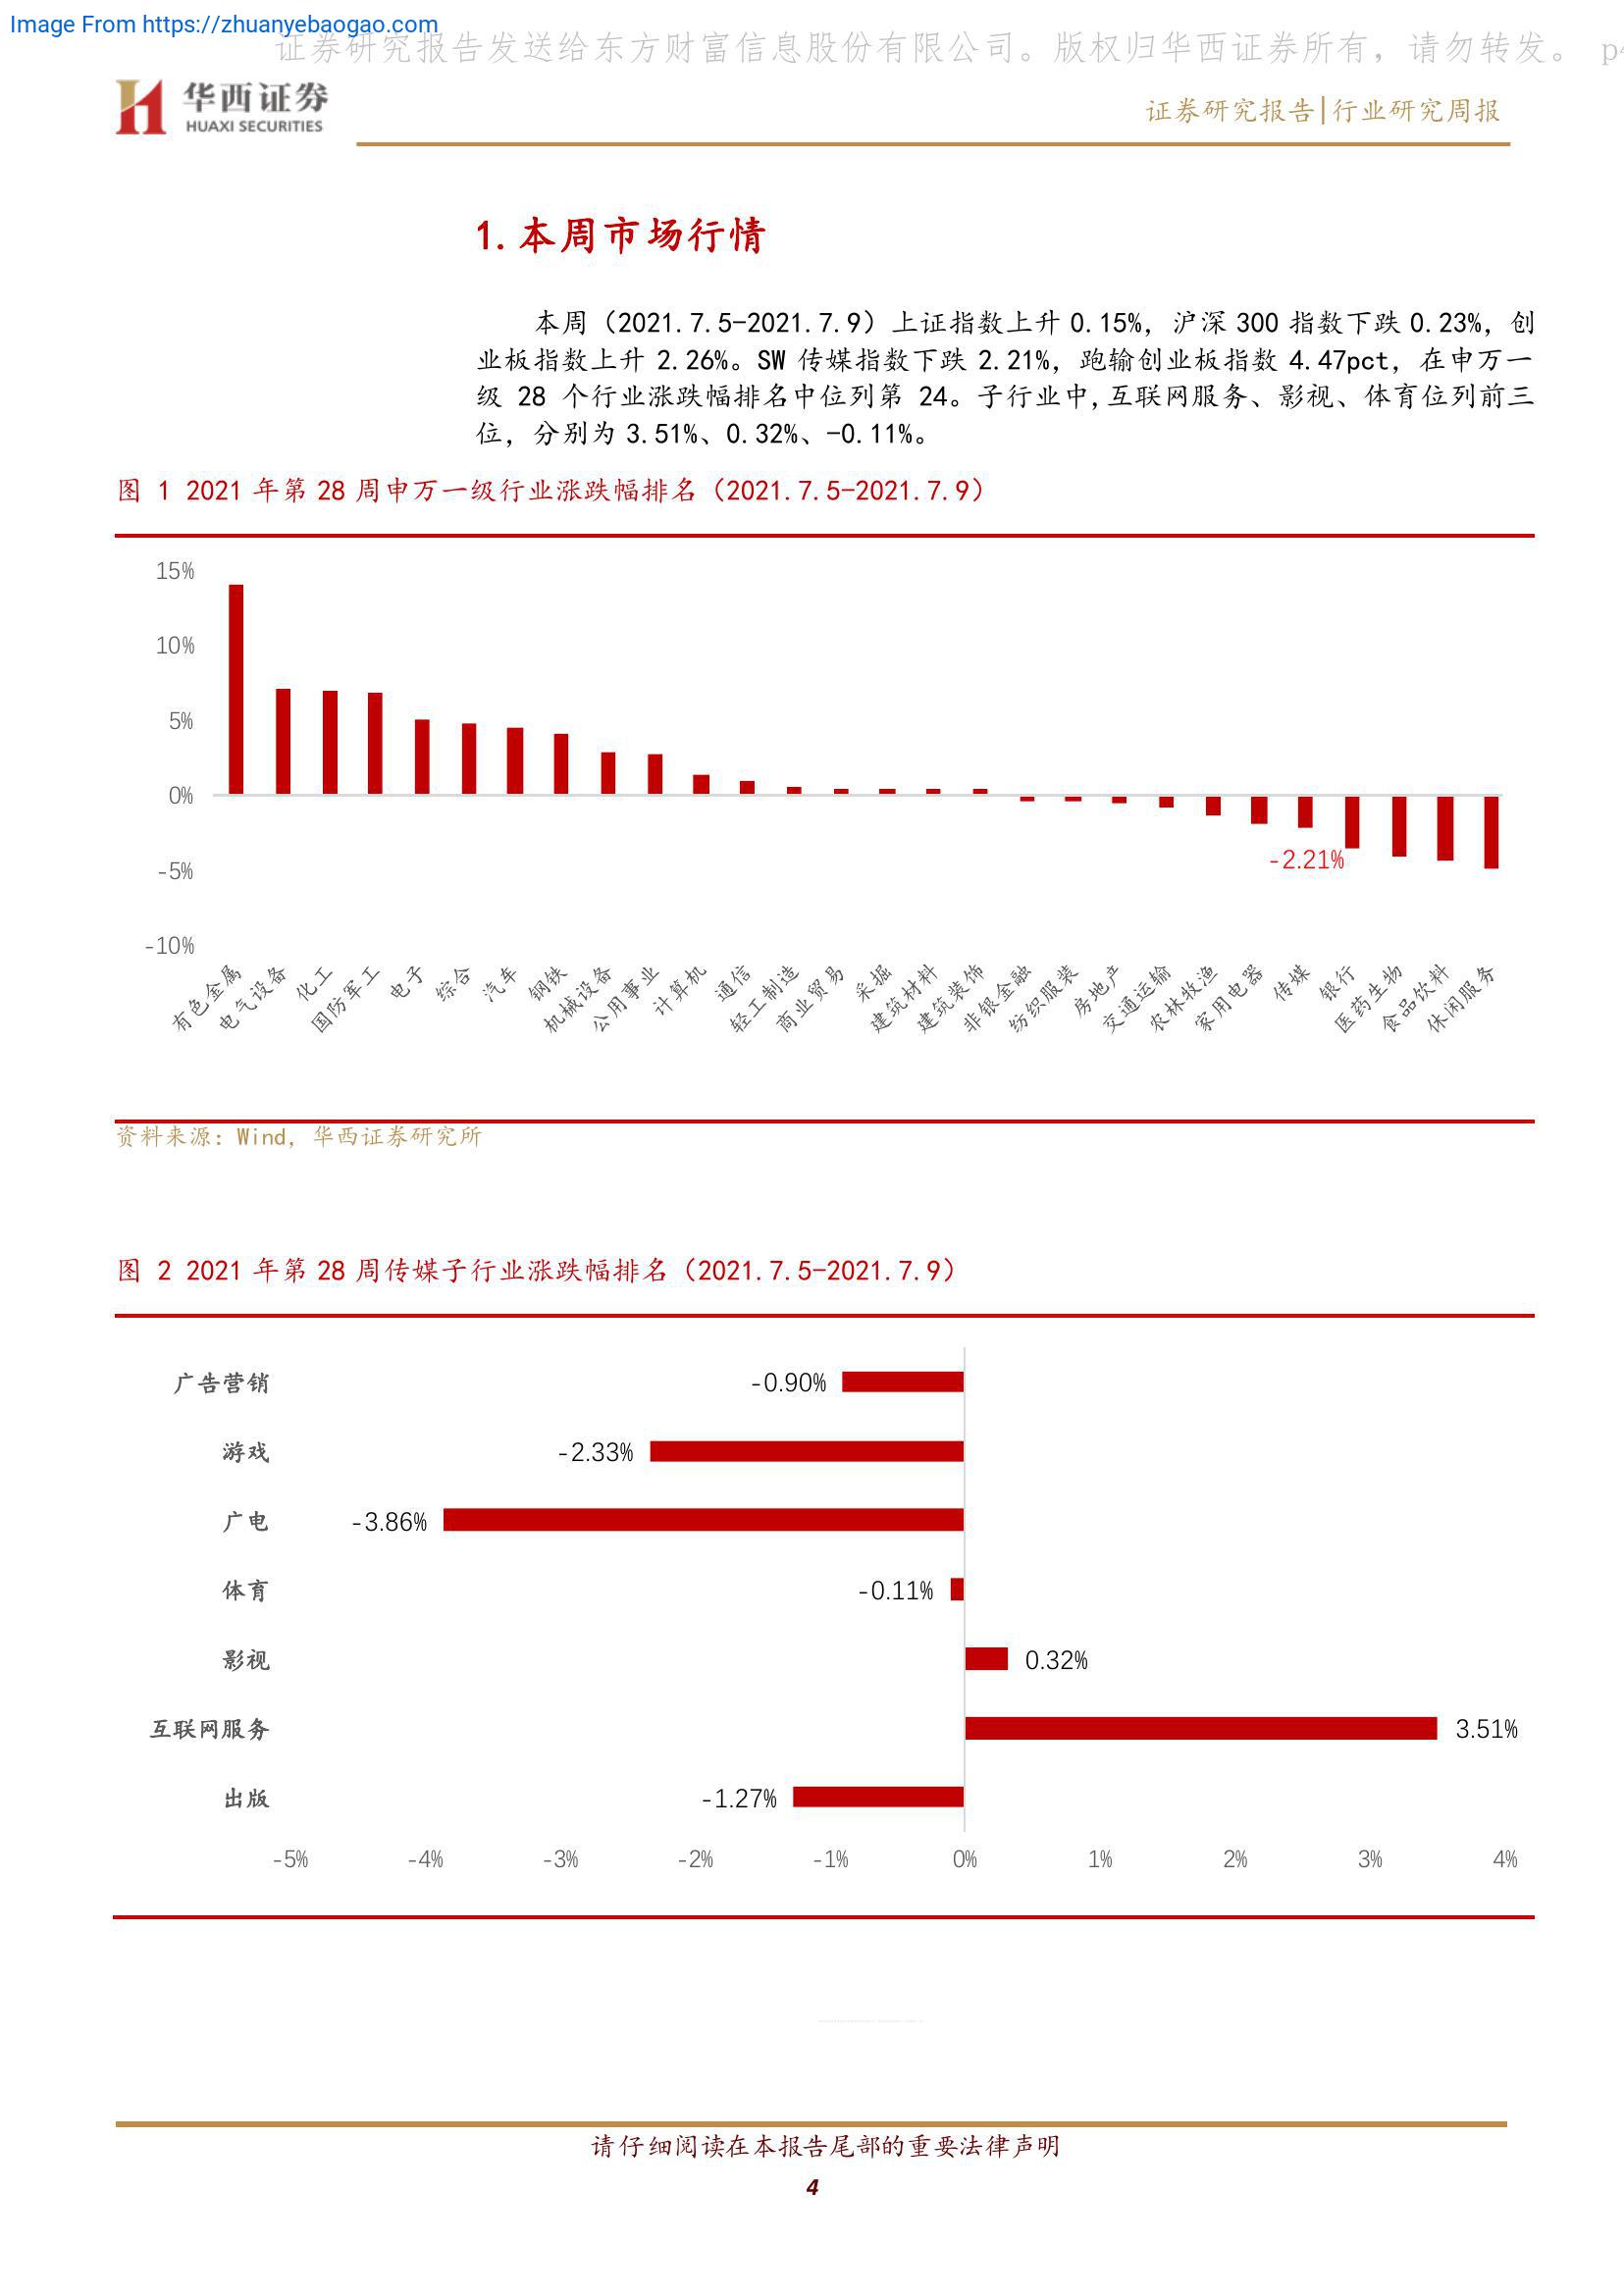 Image From https://zhuanyebaogao.com
证券研究报告发送给东方财富信息股份有限公司。版权归华西证券所有，请勿转发。 p4
华西证券
HUAXI SECURITIES
证券研究报告|行业研究周报
1.本周市场行情
本周（2021.7.5-2021.7.9）上证指数上升 0.15%，沪深 300 指数下跌 0.23%，创
业板指数上升 2.26%。SW 传媒指数下跌 2.21%，跑输创业板指数 4.47pct，在申万一
级 28 个行业涨跌幅排名中位列第 24。子行业中,互联网服务、影视、体育位列前三
位，分别为 3.51%、0.32%、-0.11%。
图 1 2021 年第 28 周申万一级行业涨跌幅排名（2021.7.5-2021.7.9）
15%
10%
5%
0%
-5%
-10%
-2.21%
有色金属
电气设备
化工
国防军工
电子
综合
汽车
钢铁
机械设备
公用事业
计算机
通信
轻工制造
商业贸易
采掘
建筑材料
建筑装饰
非银金融
纺织服装
房地产
交通运输
农林牧渔
家用电器
传媒
银行
医药生物
食品饮料
休闲服务
资料来源：Wind，华西证券研究所
图 2 2021 年第 28 周传媒子行业涨跌幅排名（2021.7.5-2021.7.9）
广告营销 -0.90%
游戏 -2.33%
广电 -3.86%
体育 -0.11%
影视 0.32%
互联网服务 3.51%
出版 -1.27%
-5% -4% -3% -2% -1% 0% 1% 2% 3% 4%
请仔细阅读在本报告尾部的重要法律声明
4